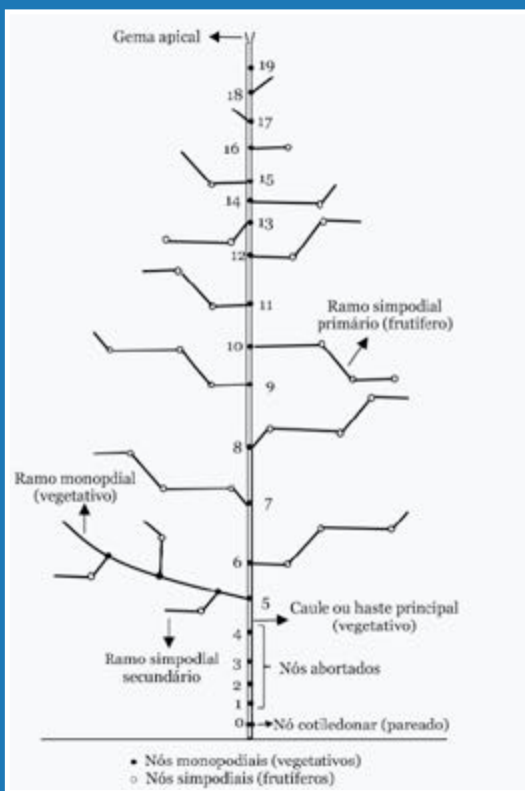 Gema apical
19
18
17
16
15
14
13
12
11
Ramo simpodial
primário (frutífero)
10
9
8
Ramo monopdial
(vegetativo)
7
6
5
Caule ou haste principal
(vegetativo)
4
Ramo simpodial
secundário
3
Nós abortados
2
1
0
Nó cotiledonar (pareado)
• Nós monopodiais (vegetativos)
○ Nós simpodiais (frutíferos)